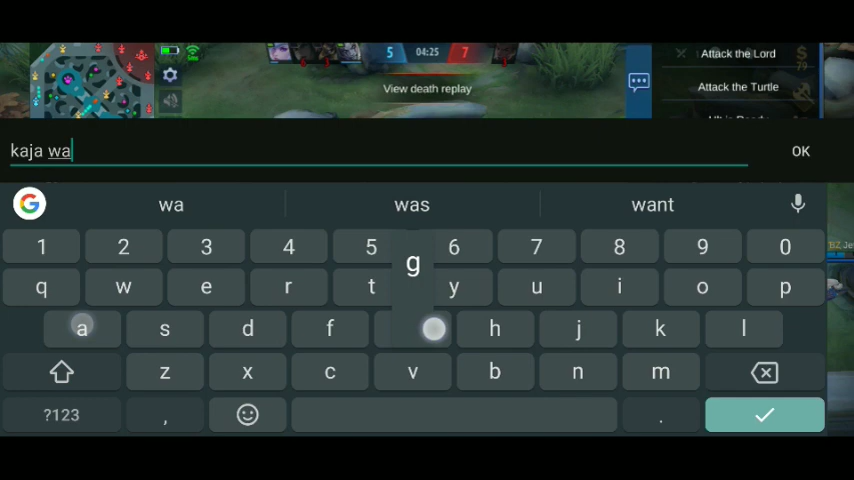 5 04:25 7
View death replay
Attack the Lord
Attack the Turtle
79
kaja wa
OK
wa was want
1 2 3 4 5 6 7 8 9 0
g
q w e r t y u i o p
a s d f h j k l
z x c v b n m
?123 , .